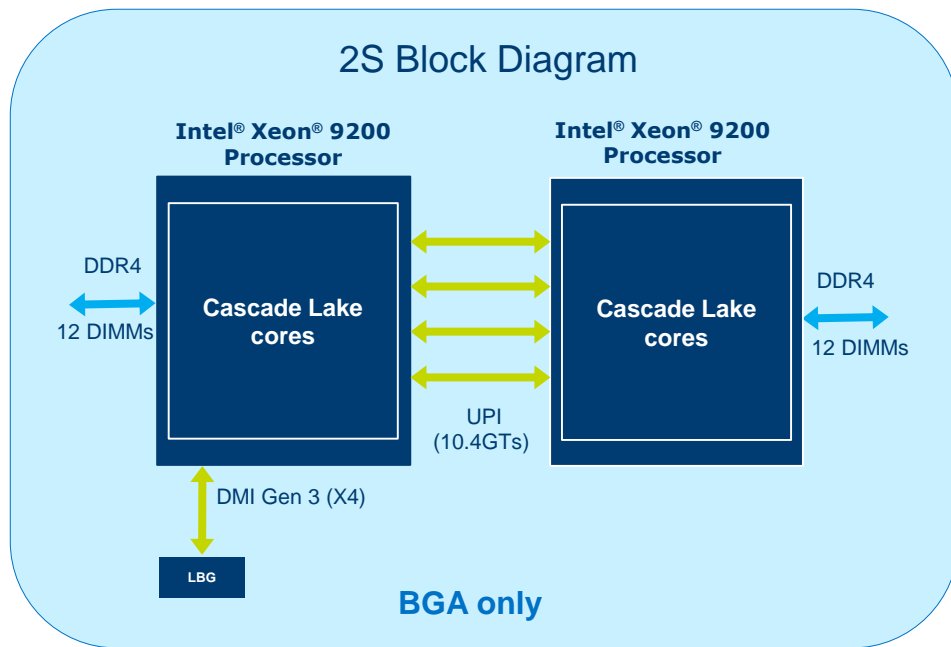 2S Block Diagram
Intel® Xeon® 9200
Processor
Intel® Xeon® 9200
Processor
DDR4
12 DIMMs
Cascade Lake
cores
Cascade Lake
cores
DDR4
12 DIMMs
UPI
(10.4GTs)
DMI Gen 3 (X4)
LBG
BGA only